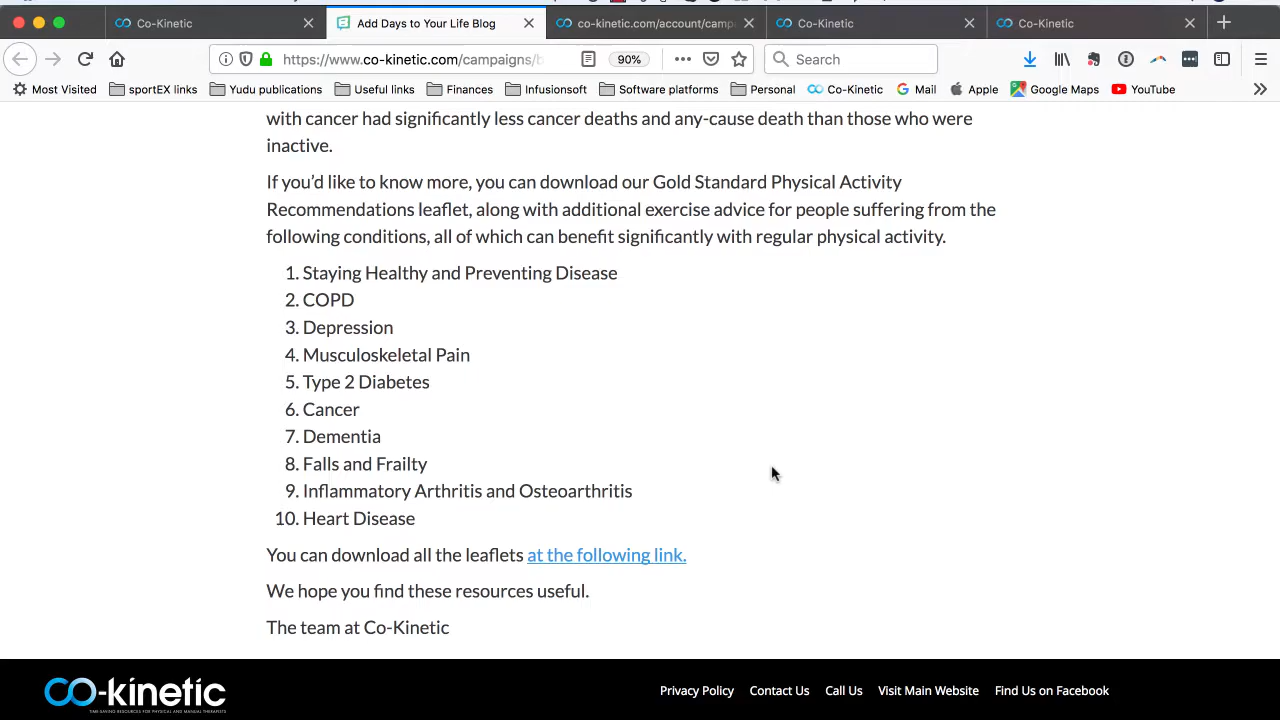 Co-Kinetic
Add Days to Your Life Blog
co-kinetic.com/account/camp
Co-Kinetic
Co-Kinetic
https://www.co-kinetic.com/campaigns/b
90%
Search
Most Visited
sportEX links
Yudu publications
Useful links
Finances
Infusionsoft
Software platforms
Personal
Co-Kinetic
Mail
Apple
Google Maps
YouTube
with cancer had significantly less cancer deaths and any-cause death than those who were
inactive.
If you’d like to know more, you can download our Gold Standard Physical Activity
Recommendations leaflet, along with additional exercise advice for people suffering from the
following conditions, all of which can benefit significantly with regular physical activity.
1. Staying Healthy and Preventing Disease
2. COPD
3. Depression
4. Musculoskeletal Pain
5. Type 2 Diabetes
6. Cancer
7. Dementia
8. Falls and Frailty
9. Inflammatory Arthritis and Osteoarthritis
10. Heart Disease
You can download all the leaflets at the following link.
We hope you find these resources useful.
The team at Co-Kinetic
co-kinetic
TIME-SAVING RESOURCES FOR PHYSICAL AND MANUAL THERAPISTS
Privacy Policy
Contact Us
Call Us
Visit Main Website
Find Us on Facebook